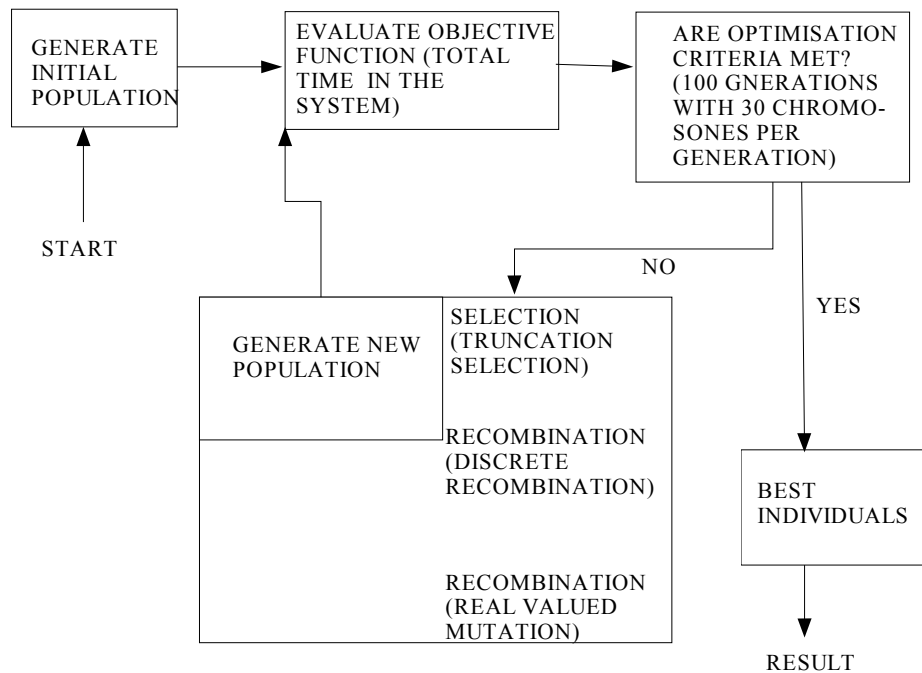 GENERATE
INITIAL
POPULATION
EVALUATE OBJECTIVE
FUNCTION (TOTAL
TIME IN THE
SYSTEM)
ARE OPTIMISATION
CRITERIA MET?
(100 GNERATIONS
WITH 30 CHROMO-
SONES PER
GENERATION)
START
NO
YES
GENERATE NEW
POPULATION
SELECTION
(TRUNCATION
SELECTION)
RECOMBINATION
(DISCRETE
RECOMBINATION)
RECOMBINATION
(REAL VALUED
MUTATION)
BEST
INDIVIDUALS
RESULT